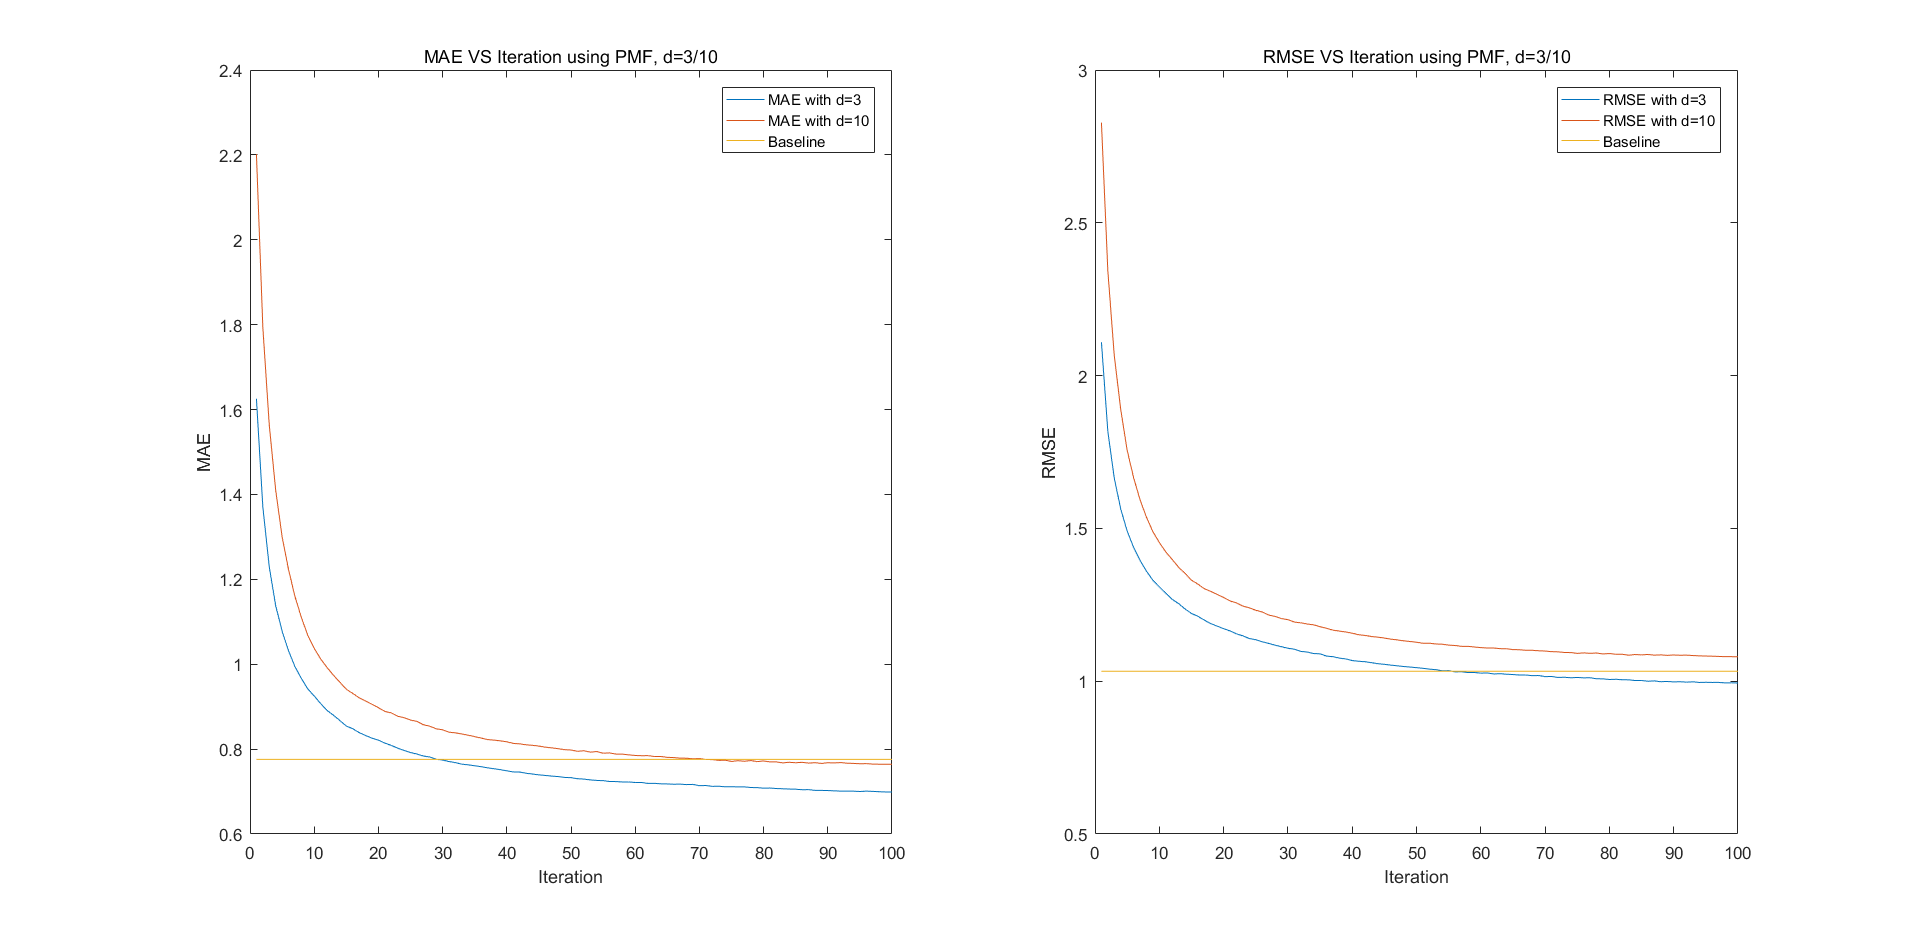 MAE VS Iteration using PMF, d=3/10
2.4
2.2
2
1.8
1.6
1.4
1.2
1
0.8
0.6
MAE
MAE with d=3
MAE with d=10
Baseline
0 10 20 30 40 50 60 70 80 90 100
Iteration
RMSE VS Iteration using PMF, d=3/10
3
2.5
2
1.5
1
0.5
RMSE
RMSE with d=3
RMSE with d=10
Baseline
0 10 20 30 40 50 60 70 80 90 100
Iteration